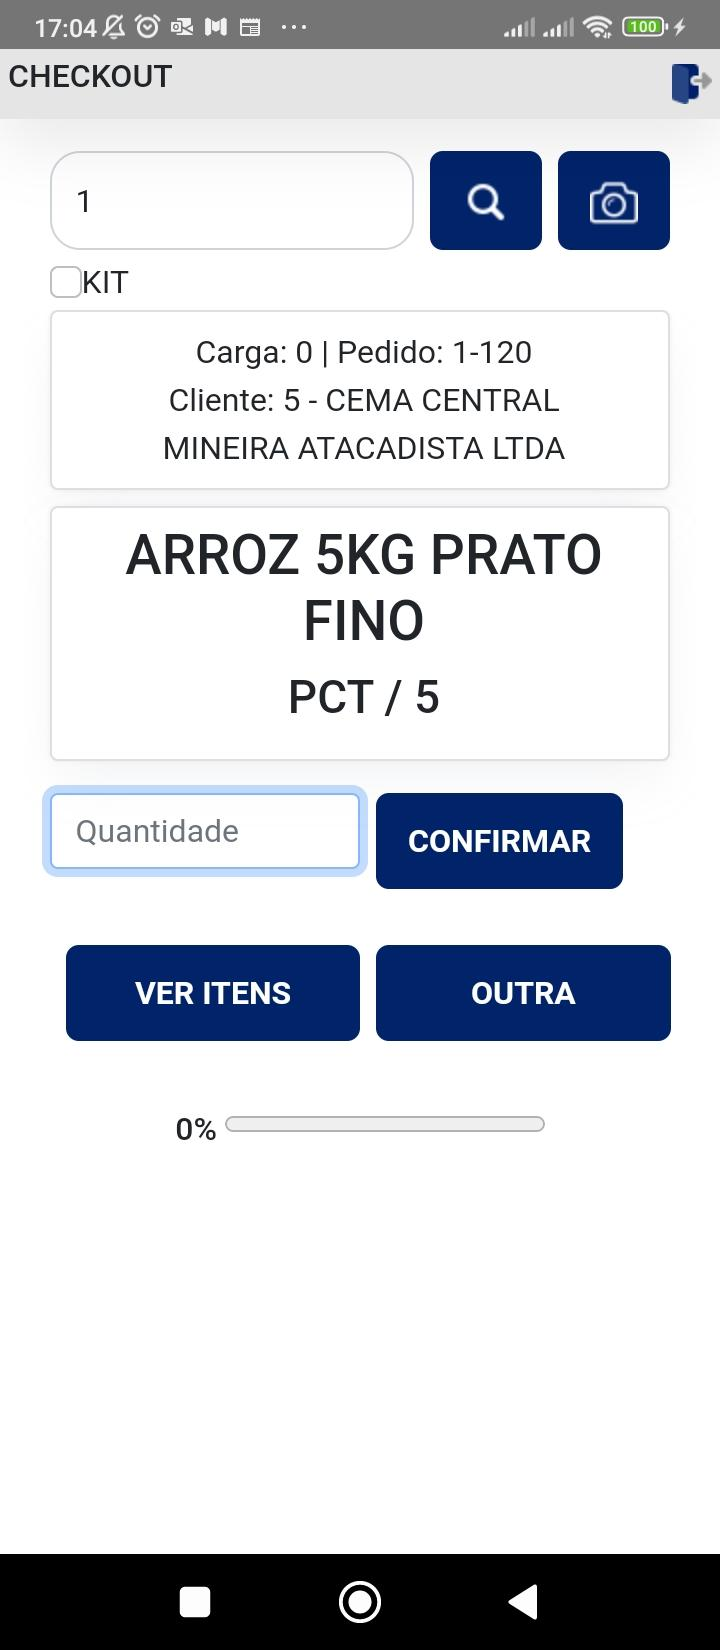 17:04
100
CHECKOUT
1
KIT
Carga: 0 | Pedido: 1-120
Cliente: 5 - CEMA CENTRAL
MINEIRA ATACADISTA LTDA
ARROZ 5KG PRATO
FINO
PCT / 5
Quantidade
CONFIRMAR
VER ITENS
OUTRA
0%